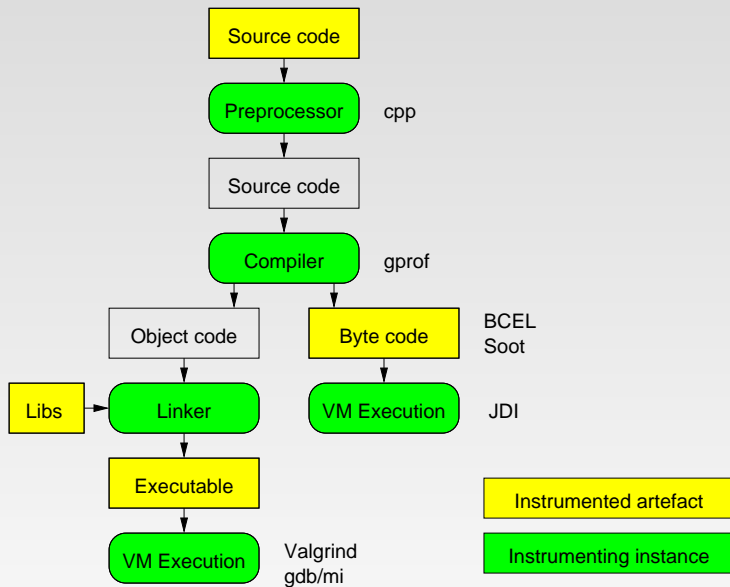 Source code
Preprocessor
cpp
Source code
Compiler
gprof
Object code
Byte code
BCEL
Soot
Libs
Linker
VM Execution
JDI
Executable
Instrumented artefact
VM Execution
Valgrind
gdb/mi
Instrumenting instance